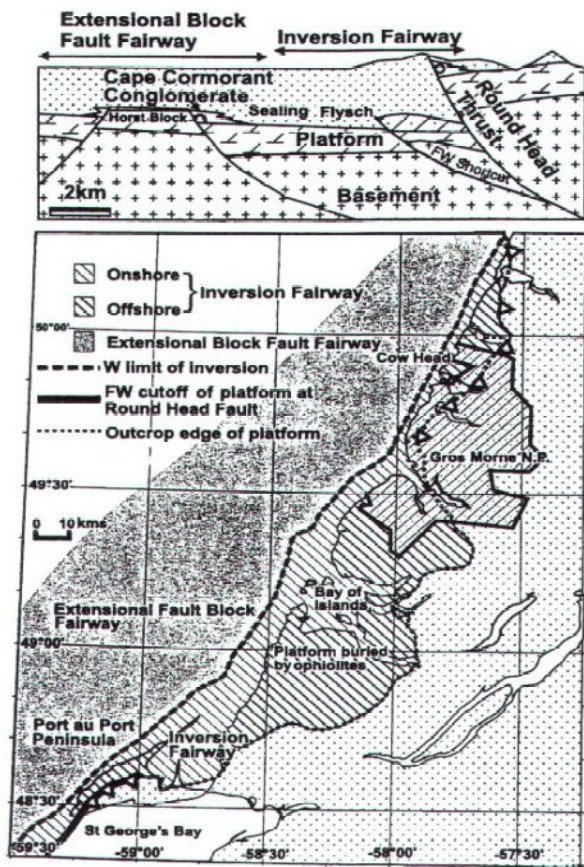 Extensional Block
Fault Fairway
Inversion Fairway
Cape Cormorant
Conglomerate
Horst Block
Sealing Flysch
Platform
Round Head
Thrust
FW Shortcut
Basement
2km
Onshore
Offshore
Inversion Fairway
Extensional Block Fault Fairway
W limit of inversion
FW cutoff of platform at
Round Head Fault
Outcrop edge of platform
0 10 kms
50°00'
Cow Head
Gros Morne N.P.
49°30'
Bay of
Islands
Platform buried
by ophiolites
Extensional Fault Block
Fairway
49°00'
Port au Port
Peninsula
Inversion
Fairway
48°30'
St George's Bay
-59°30'
-59°00'
-58°30'
-58°00'
-57°30'